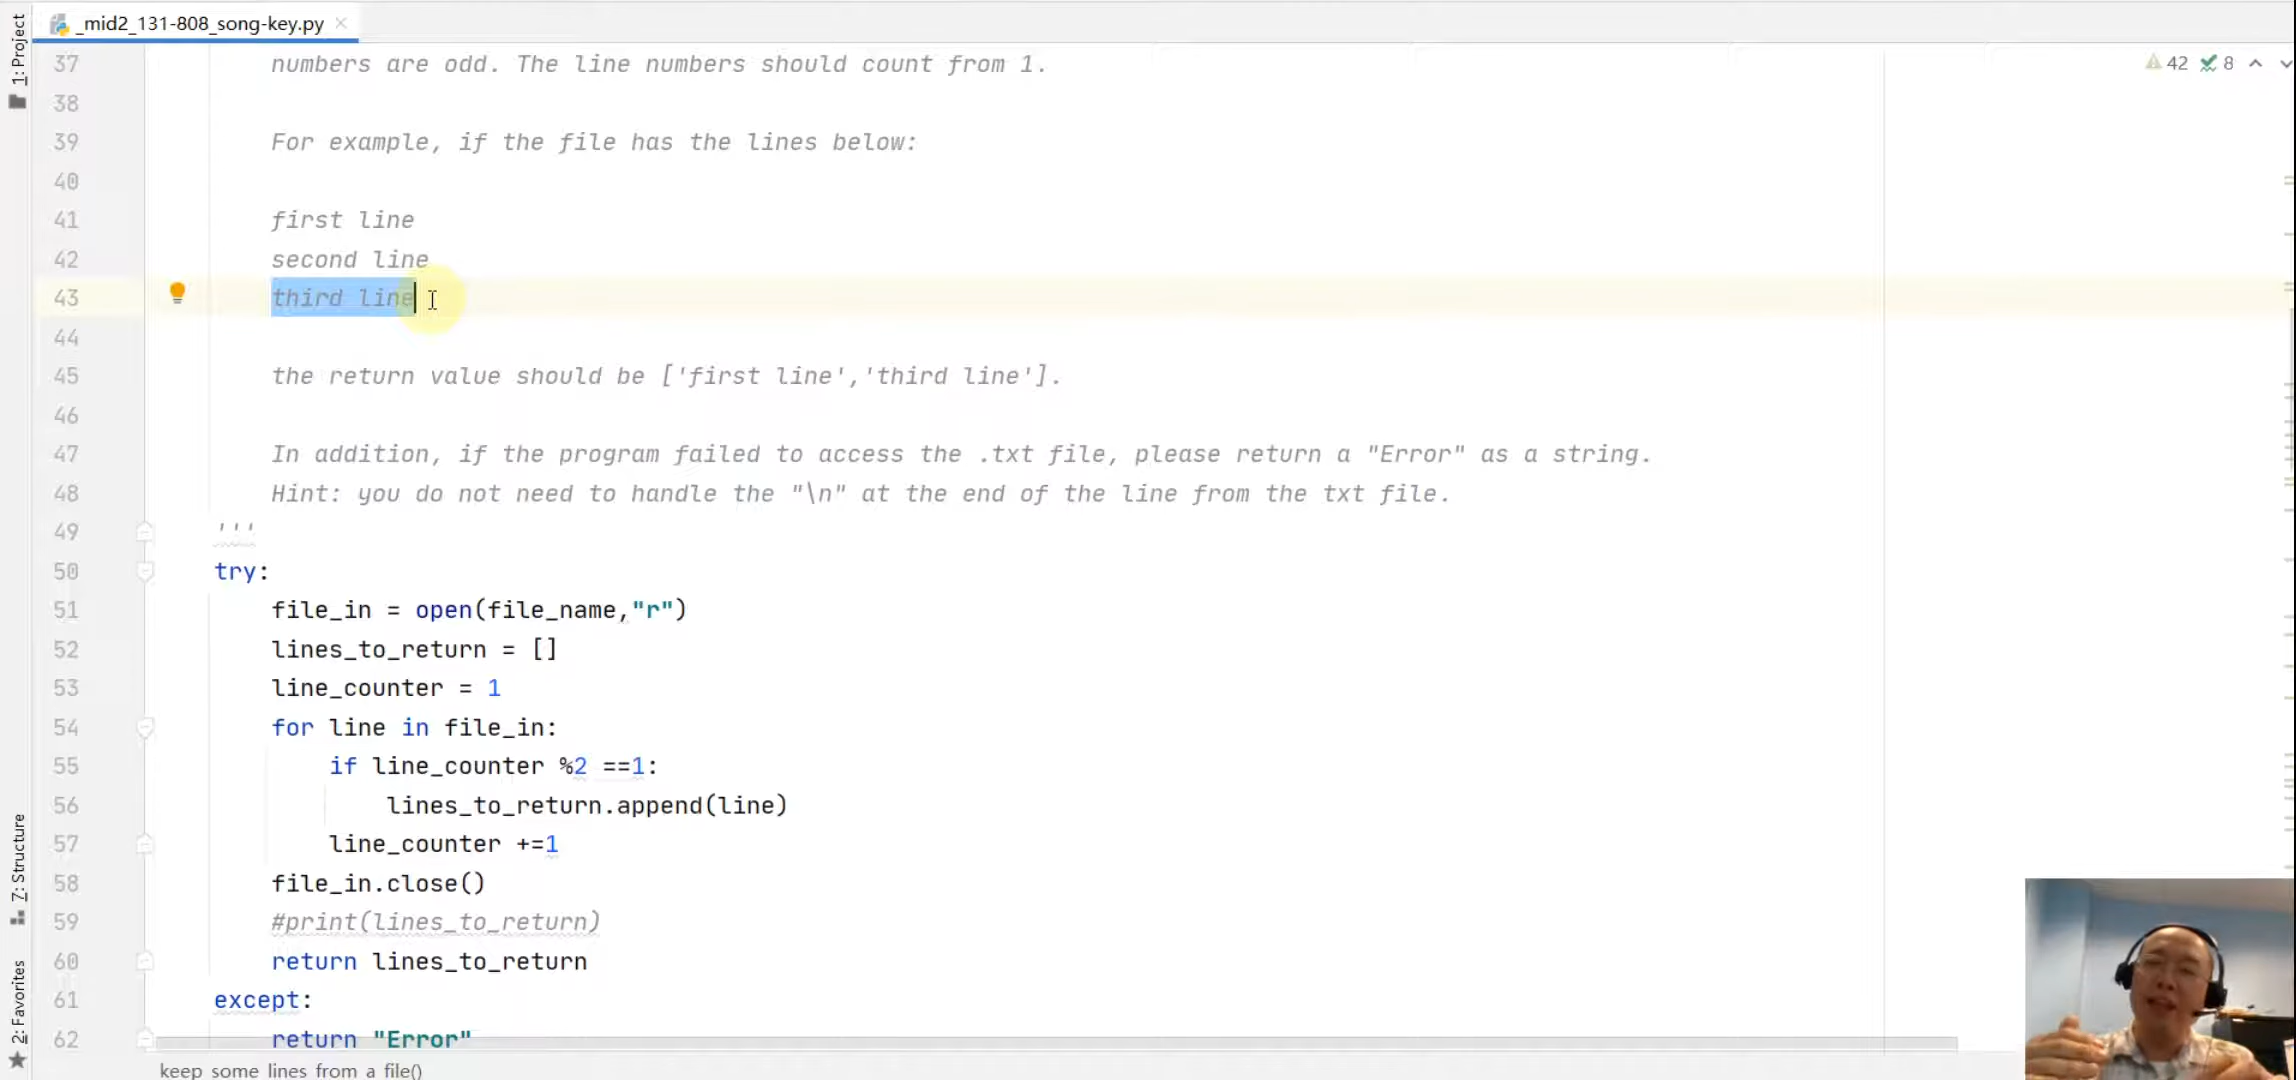 1: Project
_mid2_131-808_song-key.py
42 8
37 numbers are odd. The line numbers should count from 1.
38
39 For example, if the file has the lines below:
40
41 first line
42 second line
43 third line
44
45 the return value should be ['first line','third line'].
46
47 In addition, if the program failed to access the .txt file, please return a "Error" as a string.
48 Hint: you do not need to handle the "\n" at the end of the line from the txt file.
49 '''
50 try:
51 file_in = open(file_name,"r")
52 lines_to_return = []
53 line_counter = 1
54 for line in file_in:
55 if line_counter %2 ==1:
56 lines_to_return.append(line)
57 line_counter +=1
58 file_in.close()
59 #print(lines_to_return)
60 return lines_to_return
61 except:
62 return "Error"
7: Structure
2: Favorites
keep_some_lines_from_a_file()